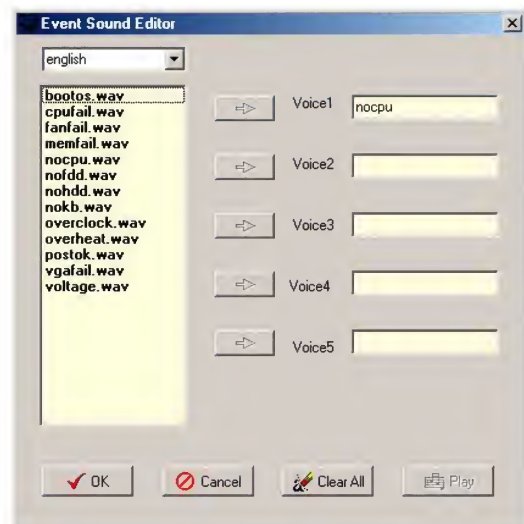 Event Sound Editor
english
bootos.wav
cpufail.wav
fanfail.wav
memfail.wav
nocpu.wav
nofdd.wav
nohdd.wav
nokb.wav
overclock.wav
overheat.wav
postok.wav
vgafail.wav
voltage.wav
Voice1 nocpu
Voice2
Voice3
Voice4
Voice5
OK Cancel Clear All Play